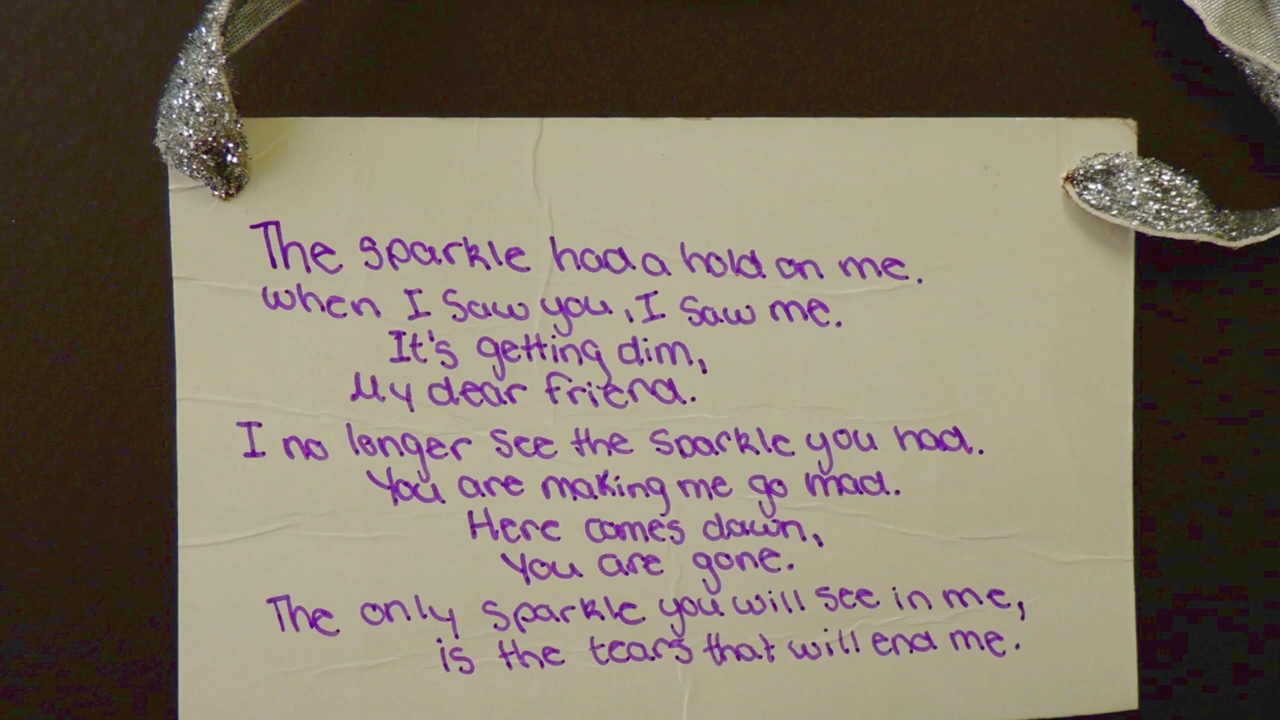 The sparkle had a hold on me.
when I saw you, I saw me.
It's getting dim,
My dear friend.
I no longer see the sparkle you had.
You are making me go mad.
Here comes dawn,
You are gone.
The only sparkle you will see in me,
is the tears that will end me.